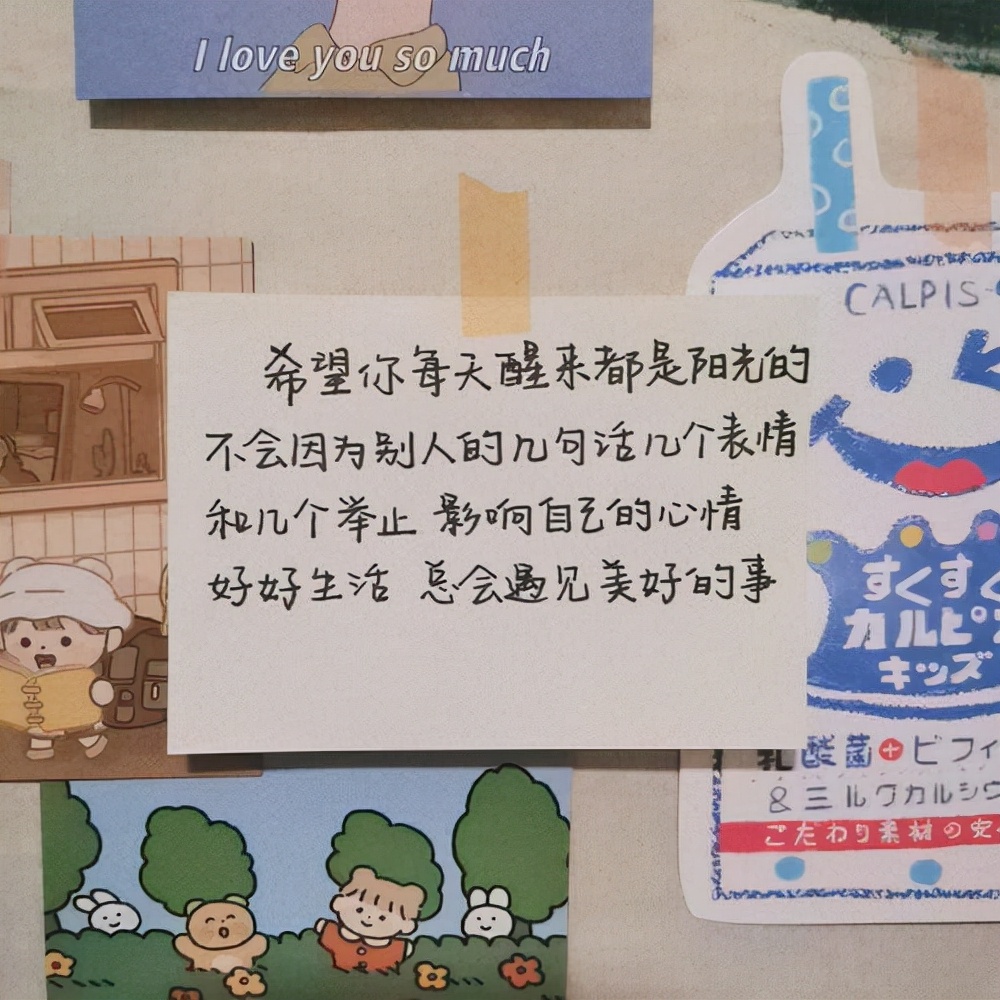 I love you so much
CALPIS
希望你每天醒来都是阳光的
不会因为别人的几句话几个表情
和几个举止 影响自己的心情
好好生活 总会遇见美好的事
すくすく
カルピス
キッズ
乳酸菌+ビフィ
&ミルクカルシウ
こだわり素材の安